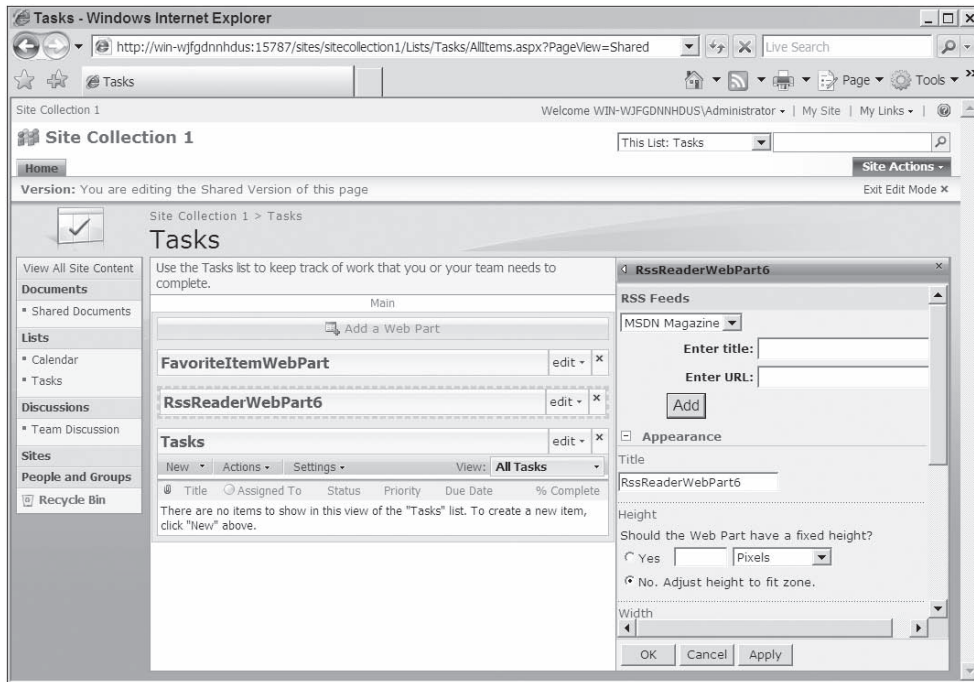 Tasks - Windows Internet Explorer
http://win-wjfgdnnhdus:15787/sites/sitecollection1/Lists/Tasks/AllItems.aspx?PageView=Shared
Live Search
Tasks
Page
Tools
Site Collection 1
Welcome WIN-WJFGDNNHDUS\Administrator
My Site
My Links
Site Collection 1
This List: Tasks
Home
Site Actions
Version: You are editing the Shared Version of this page
Exit Edit Mode
Site Collection 1 > Tasks
Tasks
View All Site Content
Documents
Shared Documents
Lists
Calendar
Tasks
Discussions
Team Discussion
Sites
People and Groups
Recycle Bin
Use the Tasks list to keep track of work that you or your team needs to
complete.
Main
Add a Web Part
FavoriteItemWebPart
edit
RssReaderWebPart6
edit
Tasks
edit
New
Actions
Settings
View: All Tasks
Title
Assigned To
Status
Priority
Due Date
% Complete
There are no items to show in this view of the "Tasks" list. To create a new item,
click "New" above.
RssReaderWebPart6
RSS Feeds
MSDN Magazine
Enter title:
Enter URL:
Add
Appearance
Title
RssReaderWebPart6
Height
Should the Web Part have a fixed height?
Yes
Pixels
No. Adjust height to fit zone.
Width
OK
Cancel
Apply